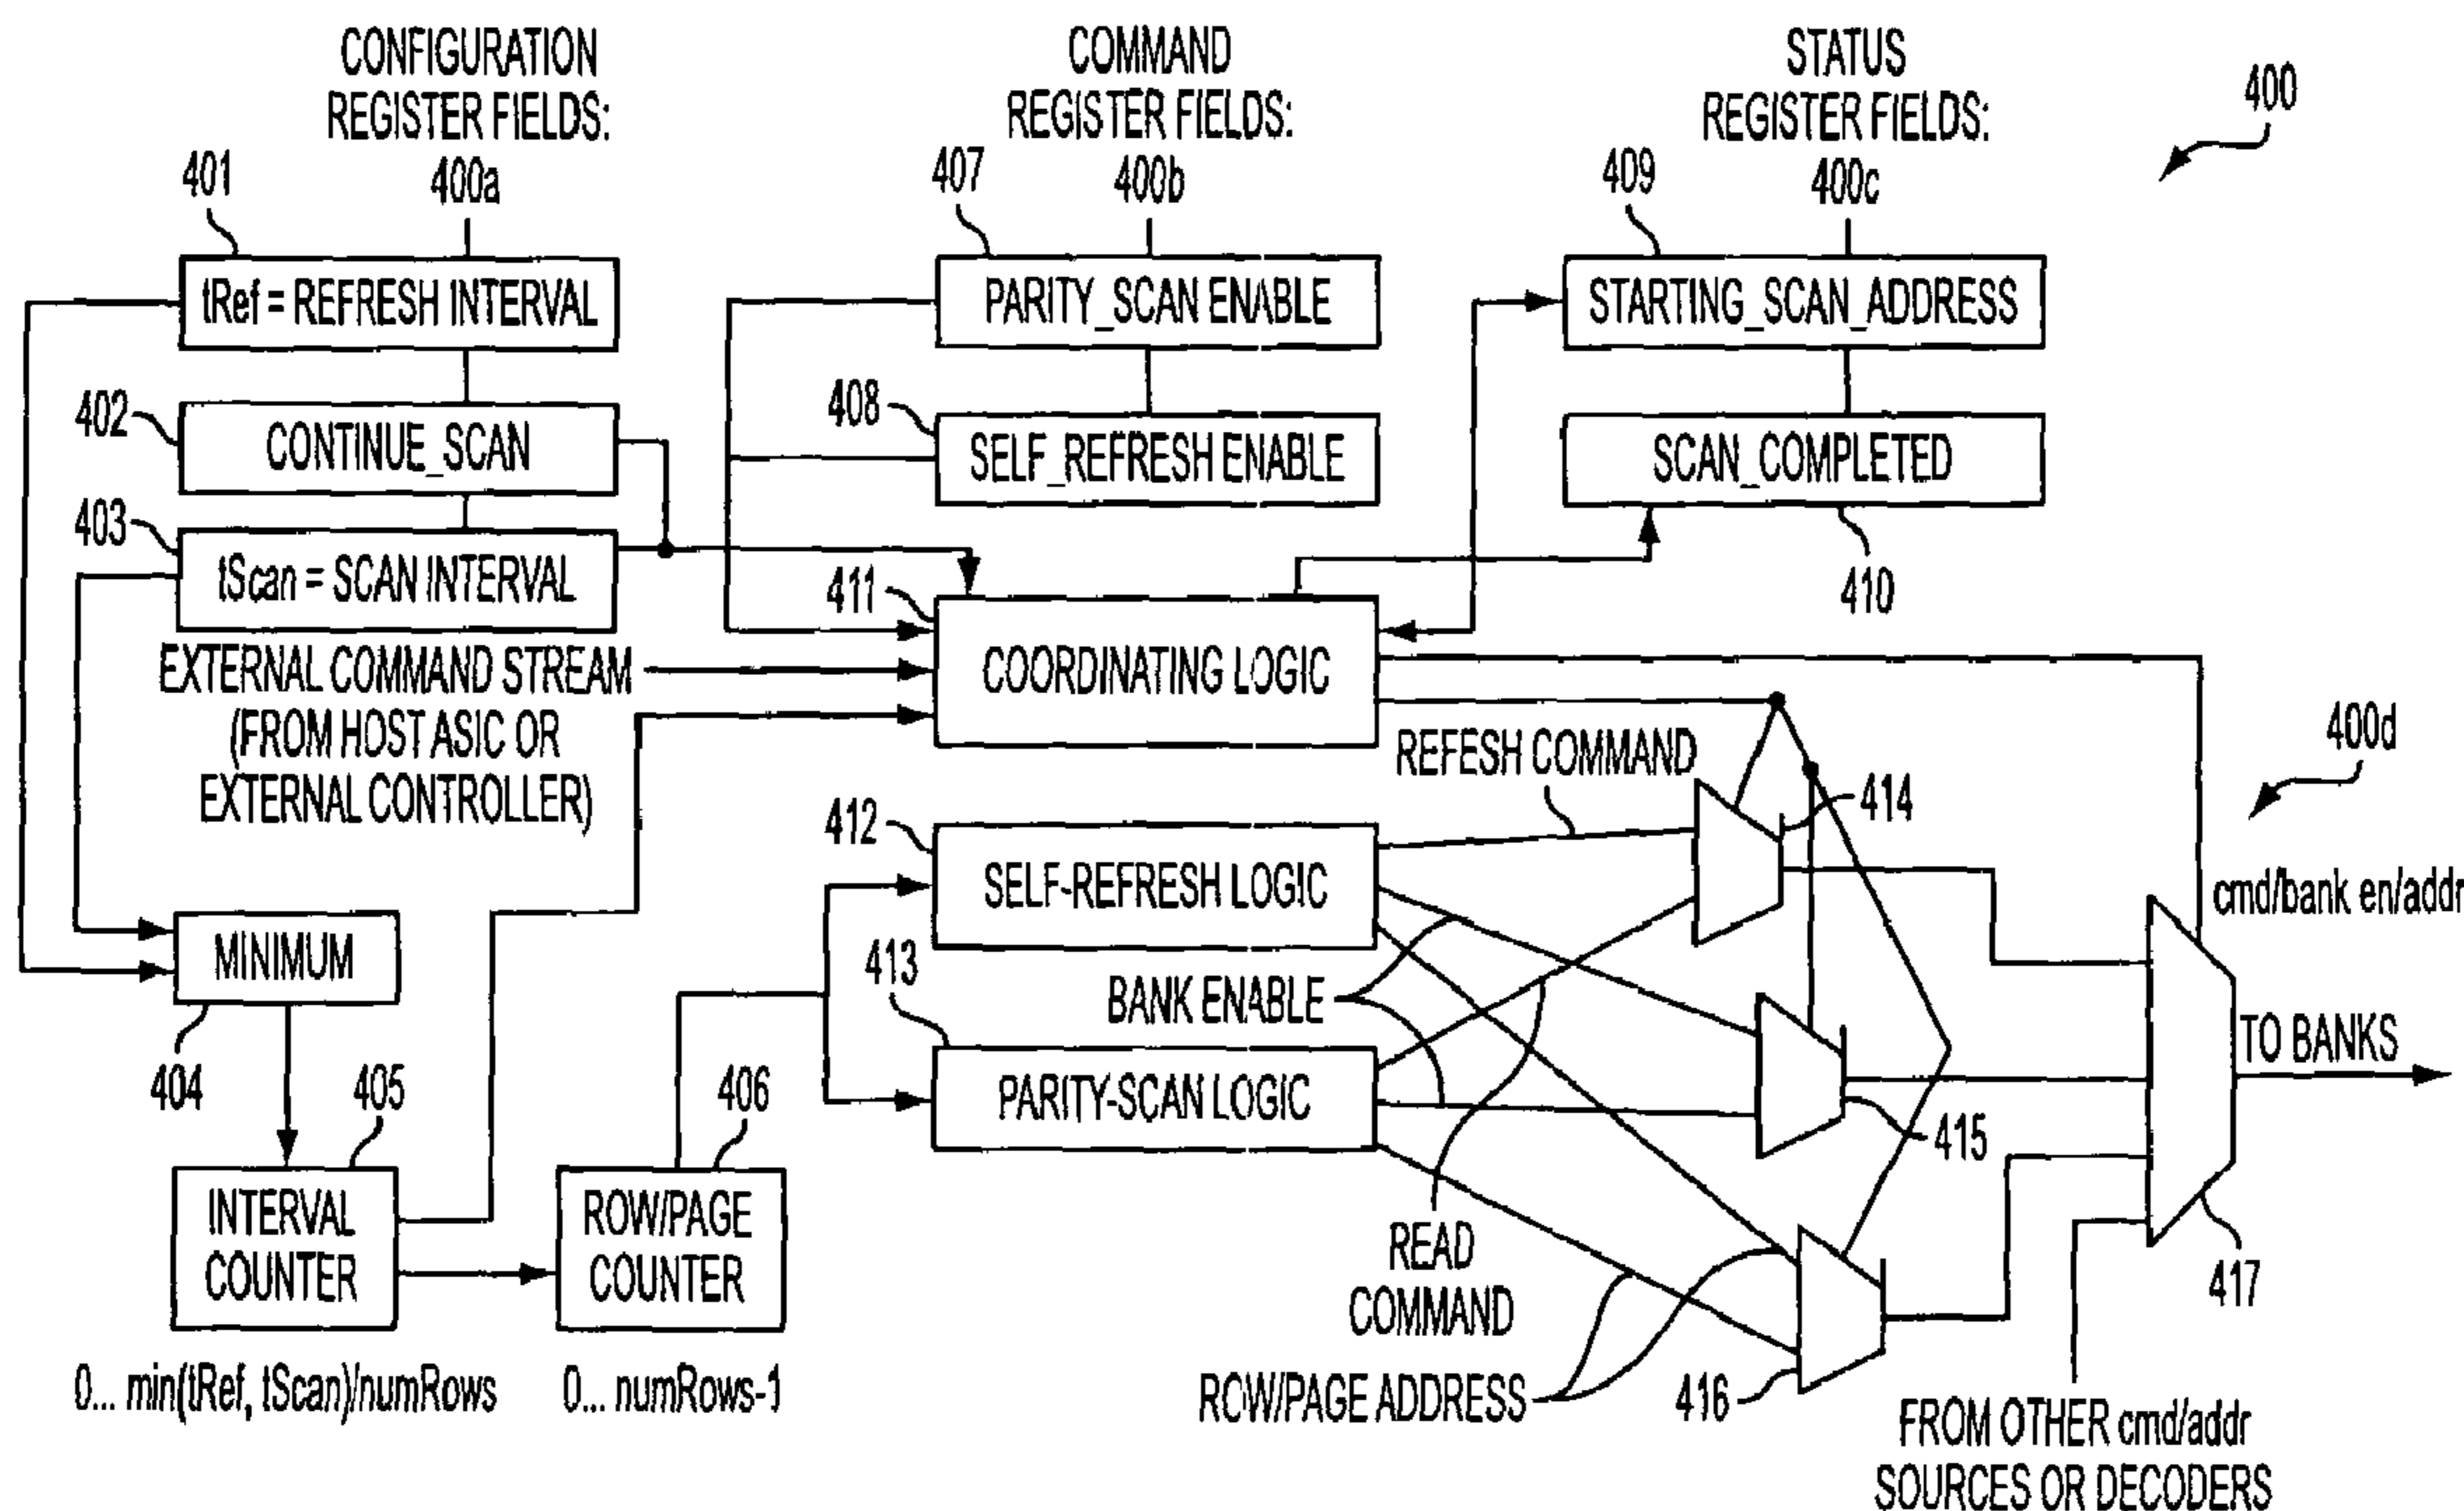 CONFIGURATION
REGISTER FIELDS:
400a
COMMAND
REGISTER FIELDS:
400b
STATUS
REGISTER FIELDS:
400c
400
401
tRef = REFRESH INTERVAL
402
CONTINUE_SCAN
403
tScan = SCAN INTERVAL
407
PARITY_SCAN ENABLE
408
SELF_REFRESH ENABLE
409
STARTING_SCAN_ADDRESS
SCAN_COMPLETED
410
EXTERNAL COMMAND STREAM
(FROM HOST ASIC OR
EXTERNAL CONTROLLER)
411
COORDINATING LOGIC
REFESH COMMAND
400d
412
SELF-REFRESH LOGIC
414
cmd/bank en/addr
MINIMUM
404
413
PARITY-SCAN LOGIC
BANK ENABLE
415
TO BANKS
405
INTERVAL
COUNTER
406
ROW/PAGE
COUNTER
READ
COMMAND
ROW/PAGE ADDRESS
416
417
0... min(tRef, tScan)/numRows
0... numRows-1
FROM OTHER cmd/addr
SOURCES OR DECODERS